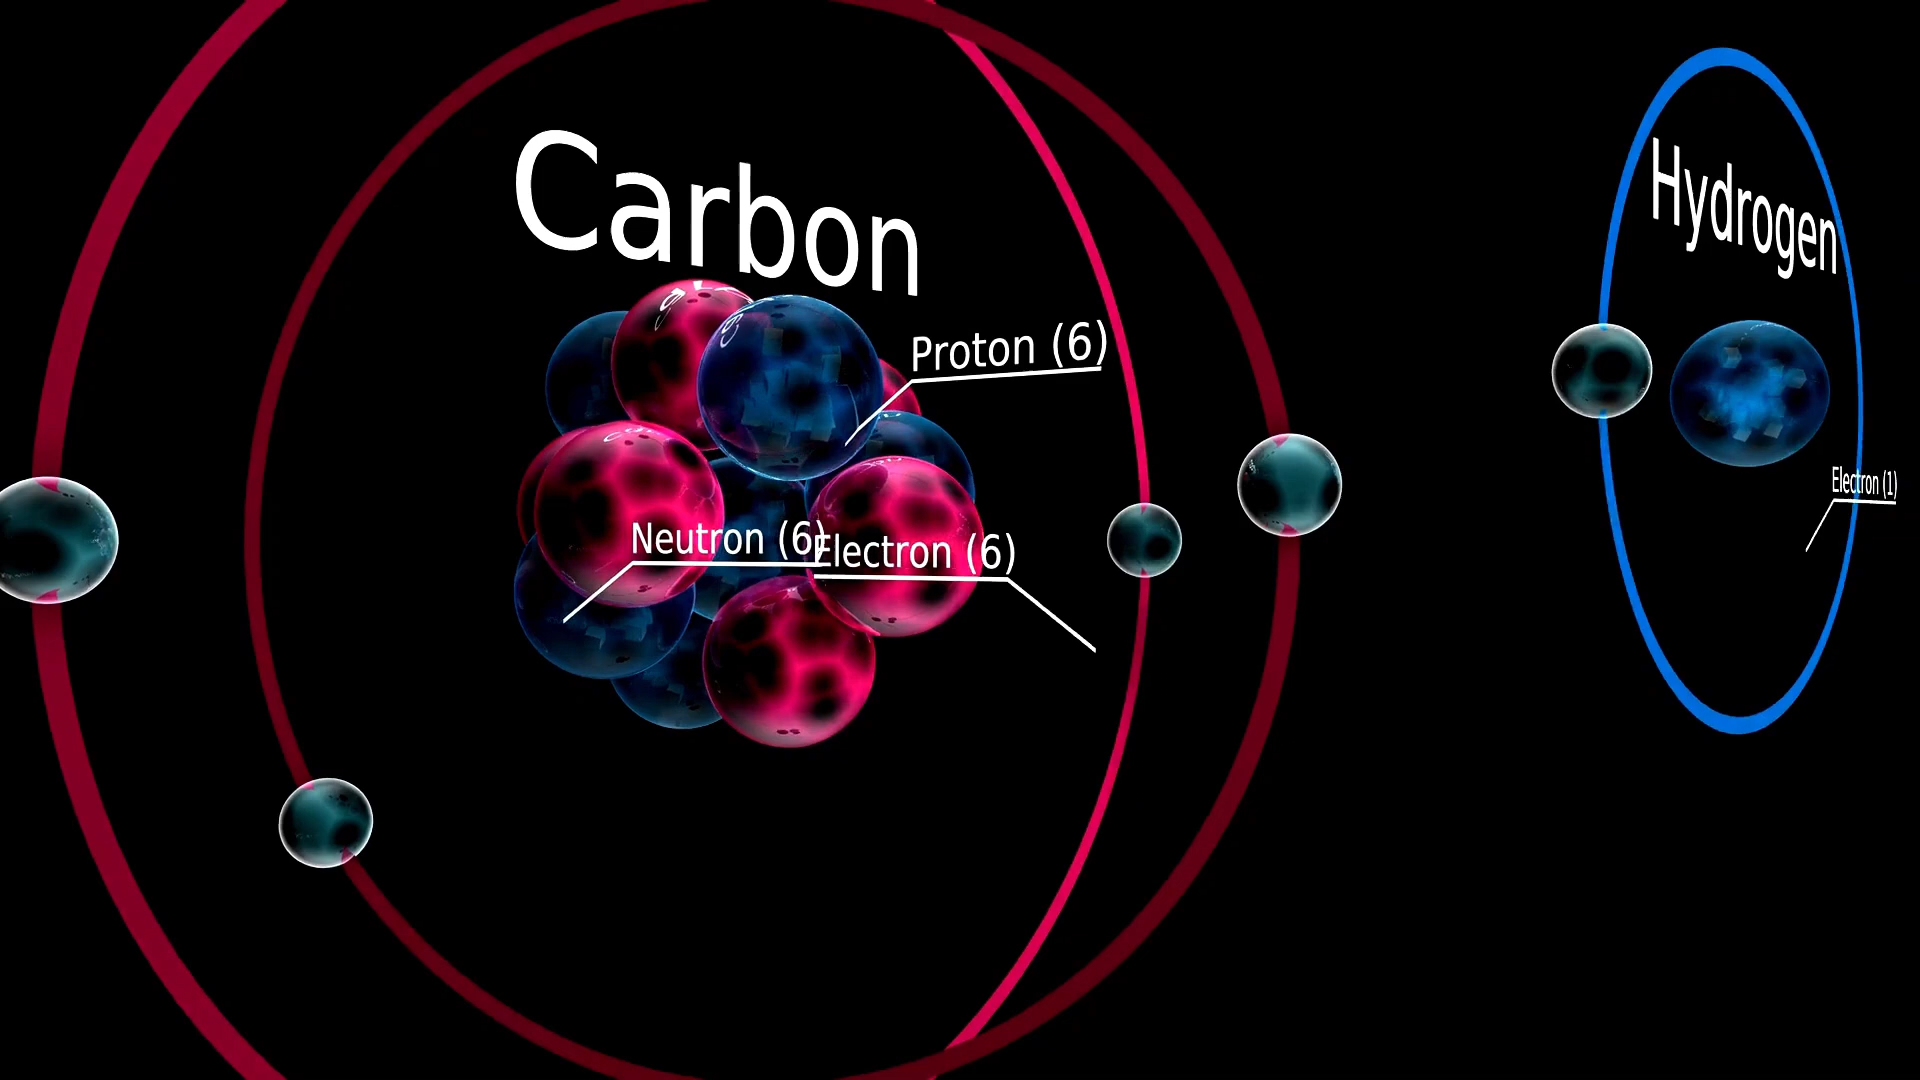 Carbon
Proton (6)
Neutron (6)
Electron (6)
Hydrogen
Electron (1)